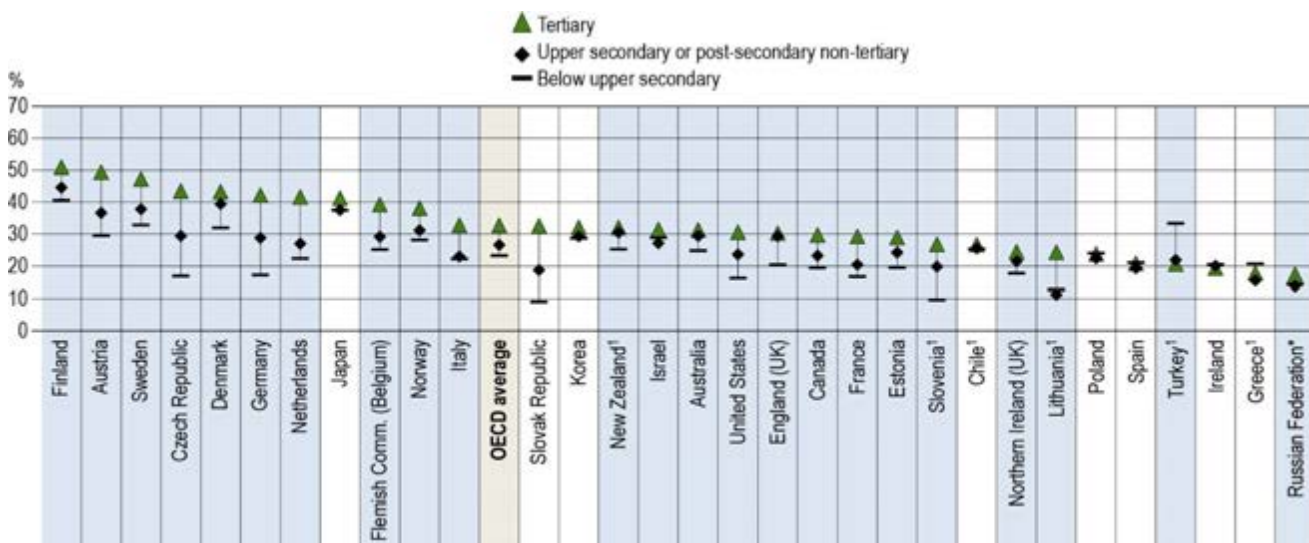 Tertiary
Upper secondary or post-secondary non-tertiary
Below upper secondary
%
70
60
50
40
30
20
10
0
Finland
Austria
Sweden
Czech Republic
Denmark
Germany
Netherlands
Japan
Flemish Comm. (Belgium)
Norway
Italy
OECD average
Slovak Republic
Korea
New Zealand¹
Israel
Australia
United States
England (UK)
Canada
France
Estonia
Slovenia¹
Chile¹
Northern Ireland (UK)
Lithuania¹
Poland
Spain
Turkey¹
Ireland
Greece¹
Russian Federation*